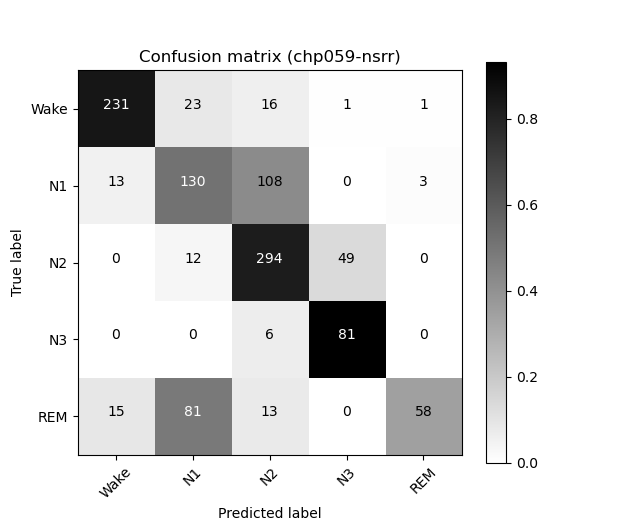 Confusion matrix (chp059-nsrr)
Wake 231 23 16 1 1
N1 13 130 108 0 3
N2 0 12 294 49 0
N3 0 0 6 81 0
REM 15 81 13 0 58
Wake N1 N2 N3 REM
Predicted label
True label
0.8
0.6
0.4
0.2
0.0